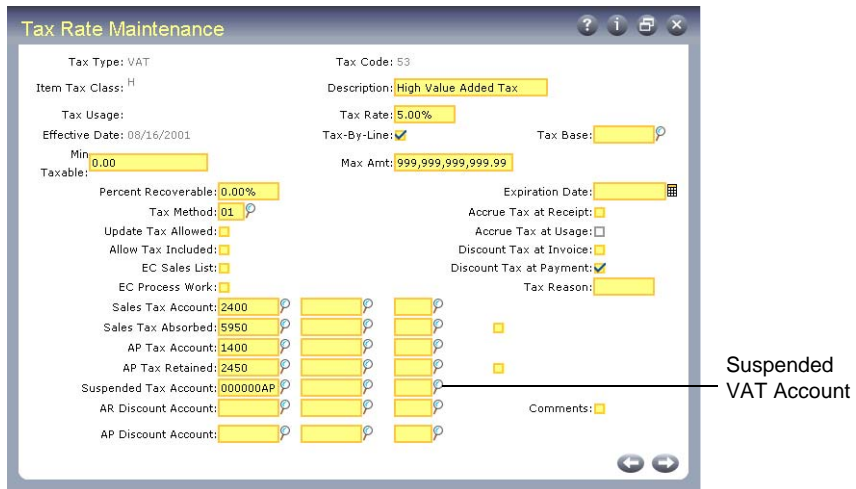 Tax Rate Maintenance
Tax Type: VAT Tax Code: 53
Item Tax Class: H Description: High Value Added Tax
Tax Usage: Tax Rate: 5.00%
Effective Date: 08/16/2001 Tax-By-Line: Tax Base:
Min Taxable: 0.00 Max Amt: 999,999,999,999.99
Percent Recoverable: 0.00% Expiration Date:
Tax Method: 01 Accrue Tax at Receipt:
Update Tax Allowed: Accrue Tax at Usage:
Allow Tax Included: Discount Tax at Invoice:
EC Sales List: Discount Tax at Payment:
EC Process Work: Tax Reason:
Sales Tax Account: 2400
Sales Tax Absorbed: 5950
AP Tax Account: 1400
AP Tax Retained: 2450
Suspended Tax Account: 000000AP
AR Discount Account: Comments:
AP Discount Account:
Suspended
VAT Account